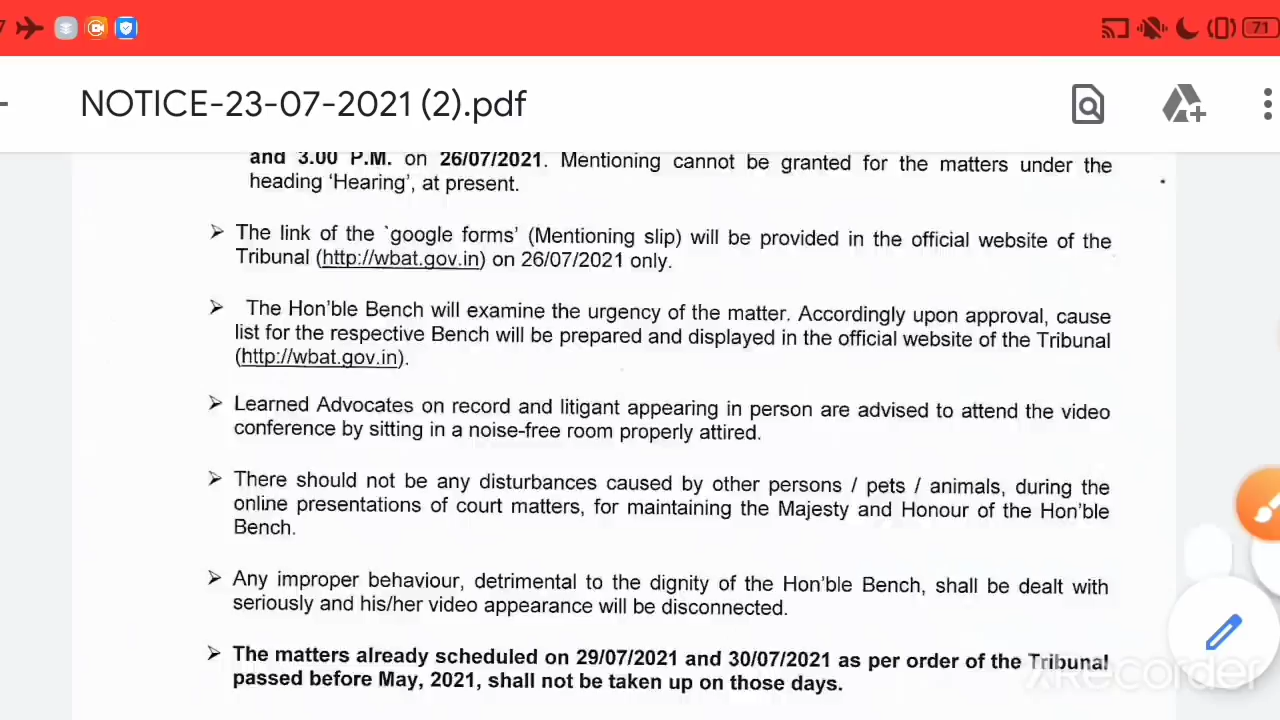 7
71
NOTICE-23-07-2021 (2).pdf
and 3.00 P.M. on 26/07/2021. Mentioning cannot be granted for the matters under the
heading 'Hearing', at present.
➢ The link of the `google forms' (Mentioning slip) will be provided in the official website of the
Tribunal (http://wbat.gov.in) on 26/07/2021 only.
➢ The Hon'ble Bench will examine the urgency of the matter. Accordingly upon approval, cause
list for the respective Bench will be prepared and displayed in the official website of the Tribunal
(http://wbat.gov.in).
➢ Learned Advocates on record and litigant appearing in person are advised to attend the video
conference by sitting in a noise-free room properly attired.
➢ There should not be any disturbances caused by other persons / pets / animals, during the
online presentations of court matters, for maintaining the Majesty and Honour of the Hon'ble
Bench.
➢ Any improper behaviour, detrimental to the dignity of the Hon'ble Bench, shall be dealt with
seriously and his/her video appearance will be disconnected.
➢ The matters already scheduled on 29/07/2021 and 30/07/2021 as per order of the Tribunal
passed before May, 2021, shall not be taken up on those days.
XRecorder